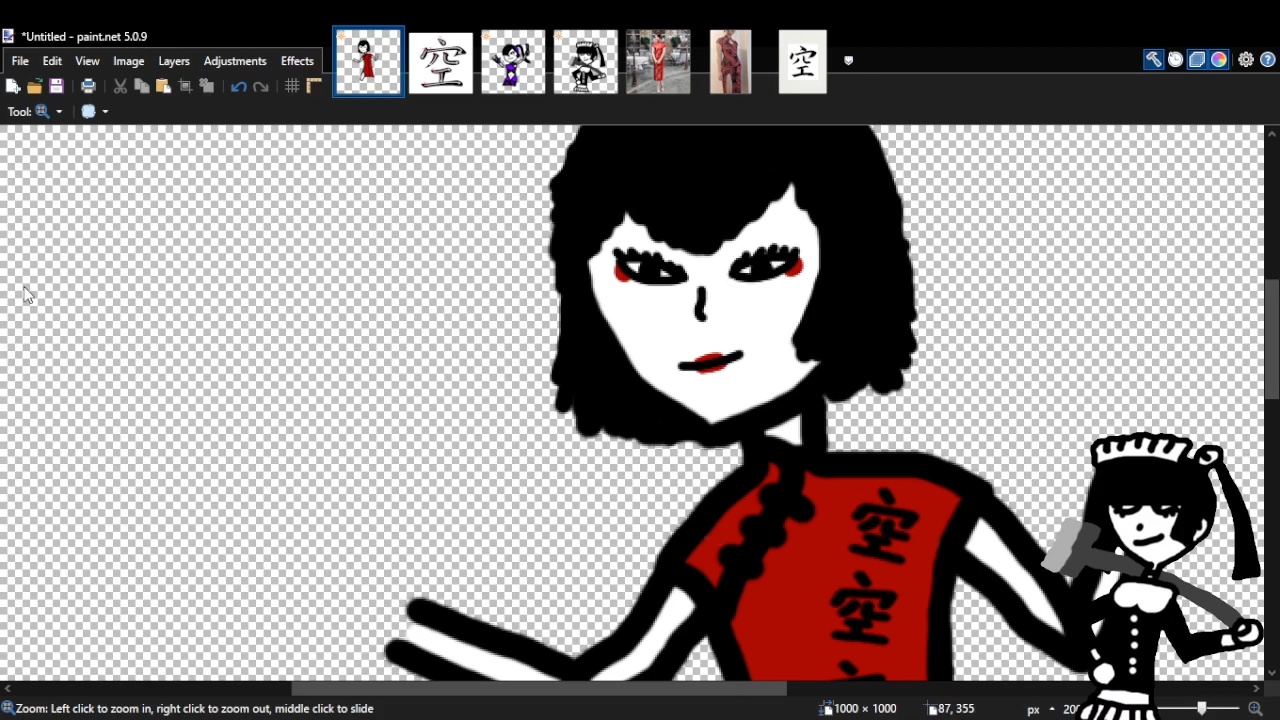 *Untitled - paint.net 5.0.9
空
空
File Edit View Image Layers Adjustments Effects
Tool:
空
空
Zoom: Left click to zoom in, right click to zoom out, middle click to slide
1000 × 1000
87, 355
px